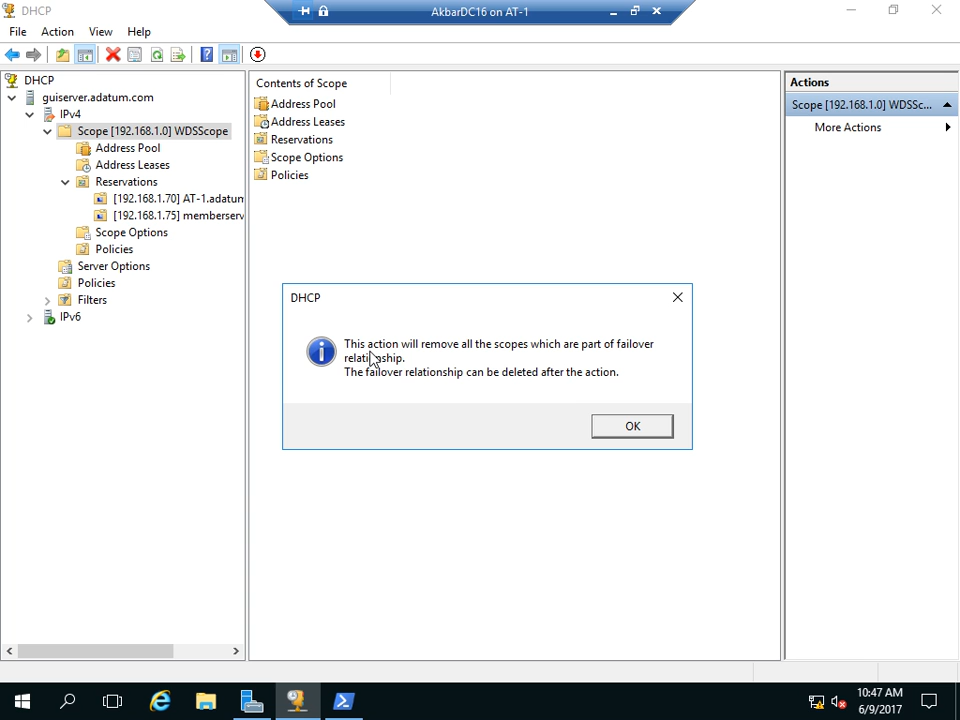 DHCP
AkbarDC16 on AT-1
File Action View Help
DHCP
guiserver.adatum.com
IPv4
Scope [192.168.1.0] WDSScope
Address Pool
Address Leases
Reservations
[192.168.1.70] AT-1.adatum
[192.168.1.75] memberserv
Scope Options
Policies
Server Options
Policies
Filters
IPv6
Contents of Scope
Address Pool
Address Leases
Reservations
Scope Options
Policies
Actions
Scope [192.168.1.0] WDSSc...
More Actions
DHCP
This action will remove all the scopes which are part of failover
relationship.
The failover relationship can be deleted after the action.
OK
10:47 AM
6/9/2017